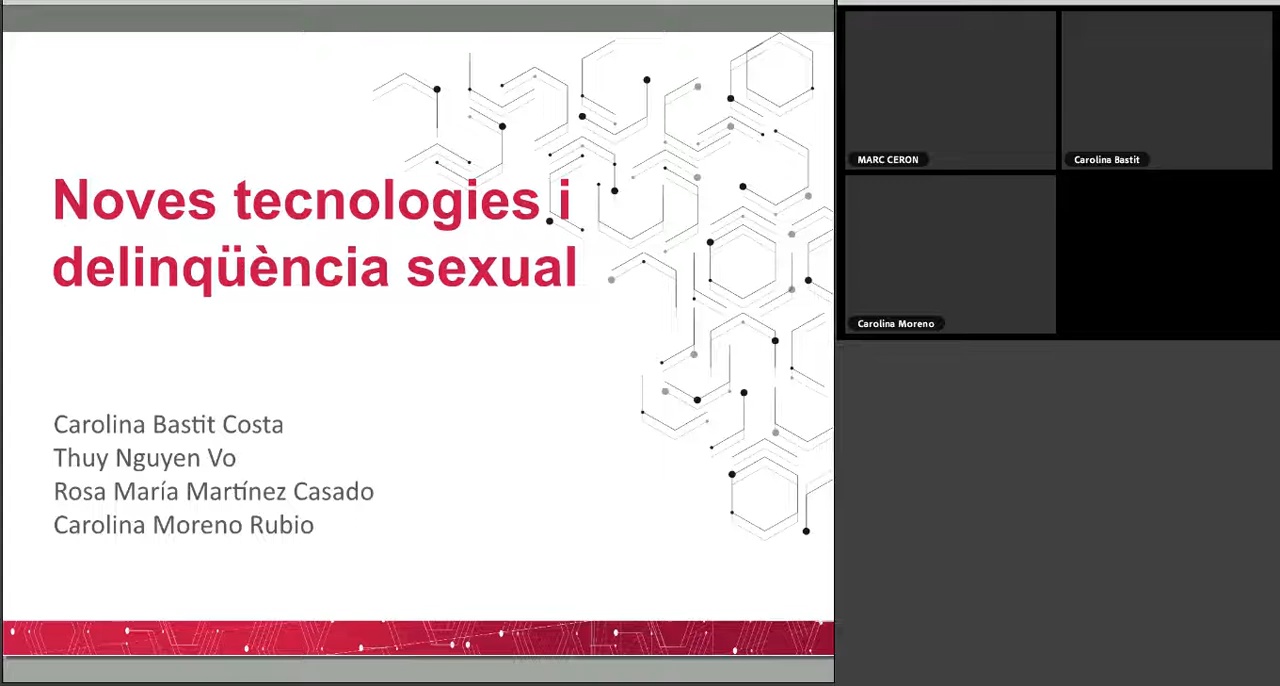 Noves tecnologies i
delinqüència sexual
Carolina Bastit Costa
Thuy Nguyen Vo
Rosa María Martínez Casado
Carolina Moreno Rubio
MARC CERON
Carolina Bastit
Carolina Moreno